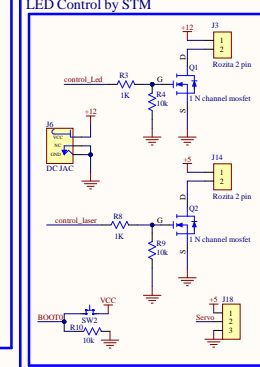 LED Control by STM
+12
J3
1
2
Rozita 2 pin
D
Q1
control_Led
R3
1K
G
R4
10k
1 N channel mosfet
S
+12
J6
VCC
NC
GND
DC JAC
+5
J14
1
2
Rozita 2 pin
D
Q2
control_laser
R8
1K
G
R9
10k
1 N channel mosfet
S
VCC
SW2
BOOT0
R10
10k
+5
J18
Servo
1
2
3